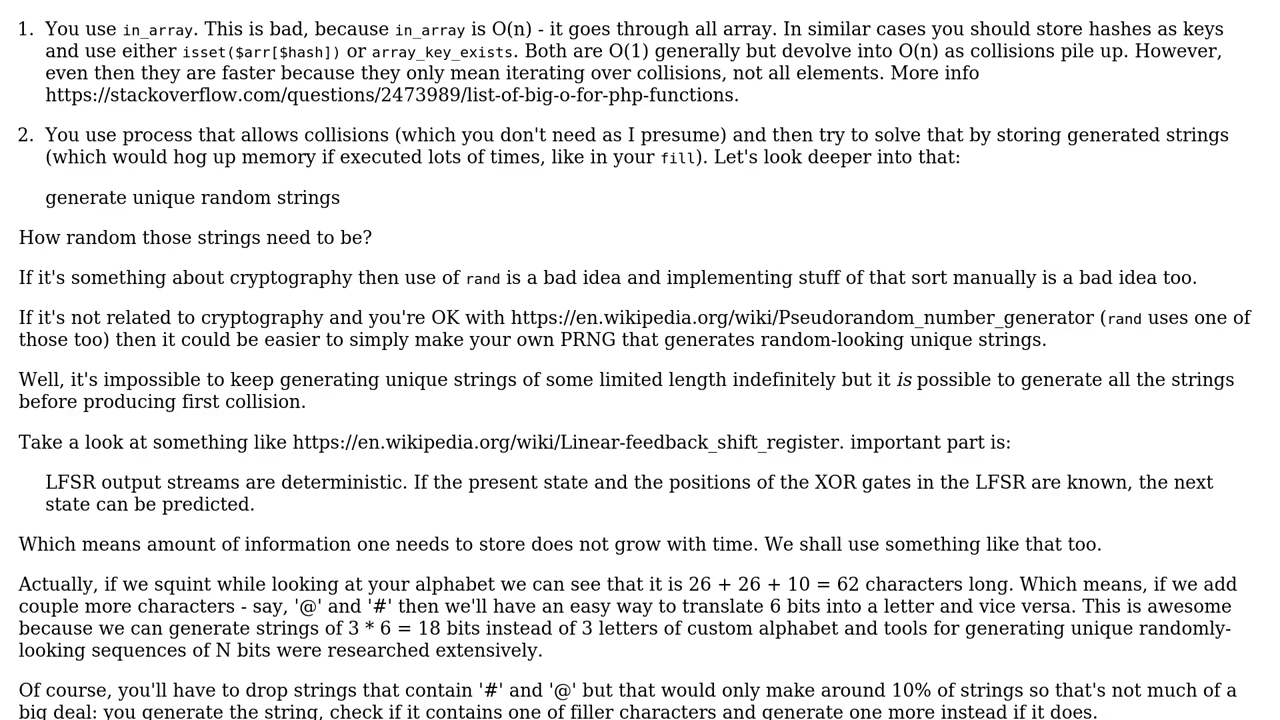 1. You use in_array. This is bad, because in_array is O(n) - it goes through all array. In similar cases you should store hashes as keys
and use either isset($arr[$hash]) or array_key_exists. Both are O(1) generally but devolve into O(n) as collisions pile up. However,
even then they are faster because they only mean iterating over collisions, not all elements. More info
https://stackoverflow.com/questions/2473989/list-of-big-o-for-php-functions.
2. You use process that allows collisions (which you don't need as I presume) and then try to solve that by storing generated strings
(which would hog up memory if executed lots of times, like in your fill). Let's look deeper into that:
generate unique random strings
How random those strings need to be?
If it's something about cryptography then use of rand is a bad idea and implementing stuff of that sort manually is a bad idea too.
If it's not related to cryptography and you're OK with https://en.wikipedia.org/wiki/Pseudorandom_number_generator (rand uses one of
those too) then it could be easier to simply make your own PRNG that generates random-looking unique strings.
Well, it's impossible to keep generating unique strings of some limited length indefinitely but it is possible to generate all the strings
before producing first collision.
Take a look at something like https://en.wikipedia.org/wiki/Linear-feedback_shift_register. important part is:
LFSR output streams are deterministic. If the present state and the positions of the XOR gates in the LFSR are known, the next
state can be predicted.
Which means amount of information one needs to store does not grow with time. We shall use something like that too.
Actually, if we squint while looking at your alphabet we can see that it is 26 + 26 + 10 = 62 characters long. Which means, if we add
couple more characters - say, '@' and '#' then we'll have an easy way to translate 6 bits into a letter and vice versa. This is awesome
because we can generate strings of 3 * 6 = 18 bits instead of 3 letters of custom alphabet and tools for generating unique randomly-
looking sequences of N bits were researched extensively.
Of course, you'll have to drop strings that contain '#' and '@' but that would only make around 10% of strings so that's not much of a
big deal: you generate the string, check if it contains one of filler characters and generate one more instead if it does.